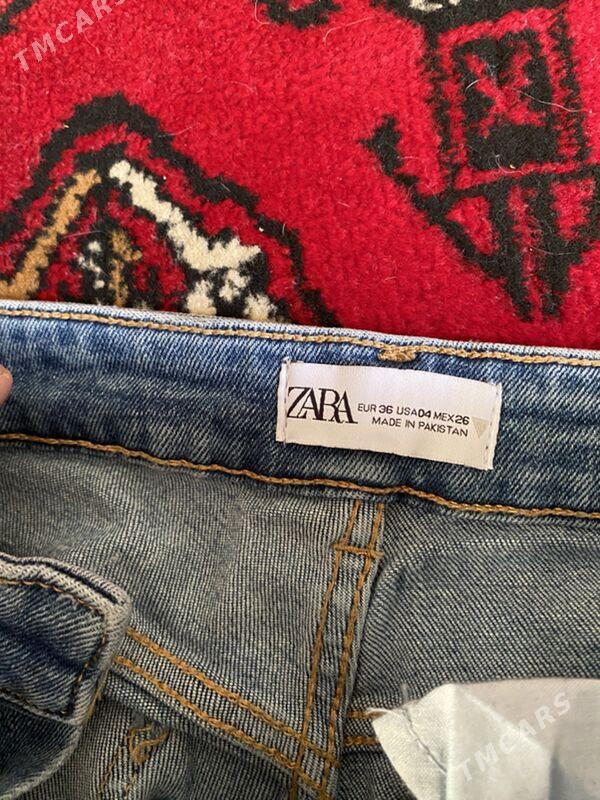 TMCARS
ZARA
EUR 36 USA 04 MEX 26
MADE IN PAKISTAN
TMCARS